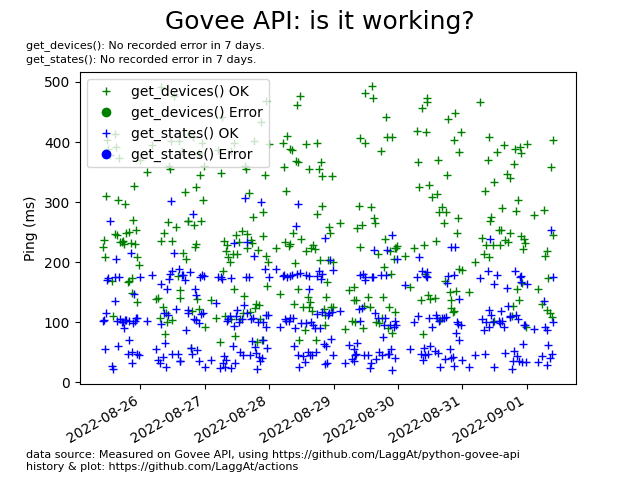 Govee API: is it working?
get_devices(): No recorded error in 7 days.
get_states(): No recorded error in 7 days.
get_devices() OK
get_devices() Error
get_states() OK
get_states() Error
Ping (ms)
500
400
300
200
100
0
2022-08-26
2022-08-27
2022-08-28
2022-08-29
2022-08-30
2022-08-31
2022-09-01
data source: Measured on Govee API, using https://github.com/LaggAt/python-govee-api
history & plot: https://github.com/LaggAt/actions